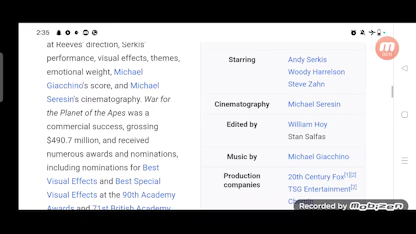 2:35
at Reeves' direction, Serkis'
performance, visual effects, themes,
emotional weight, Michael
Giacchino's score, and Michael
Seresin's cinematography. War for
the Planet of the Apes was a
commercial success, grossing
$490.7 million, and received
numerous awards and nominations,
including nominations for Best
Visual Effects and Best Special
Visual Effects at the 90th Academy
Awards and 71st British Academy
Starring
Andy Serkis
Woody Harrelson
Steve Zahn
Cinematography
Michael Seresin
Edited by
William Hoy
Stan Salfas
Music by
Michael Giacchino
Production
companies
20th Century Fox[1][2]
TSG Entertainment[2]
Recorded by mobizen